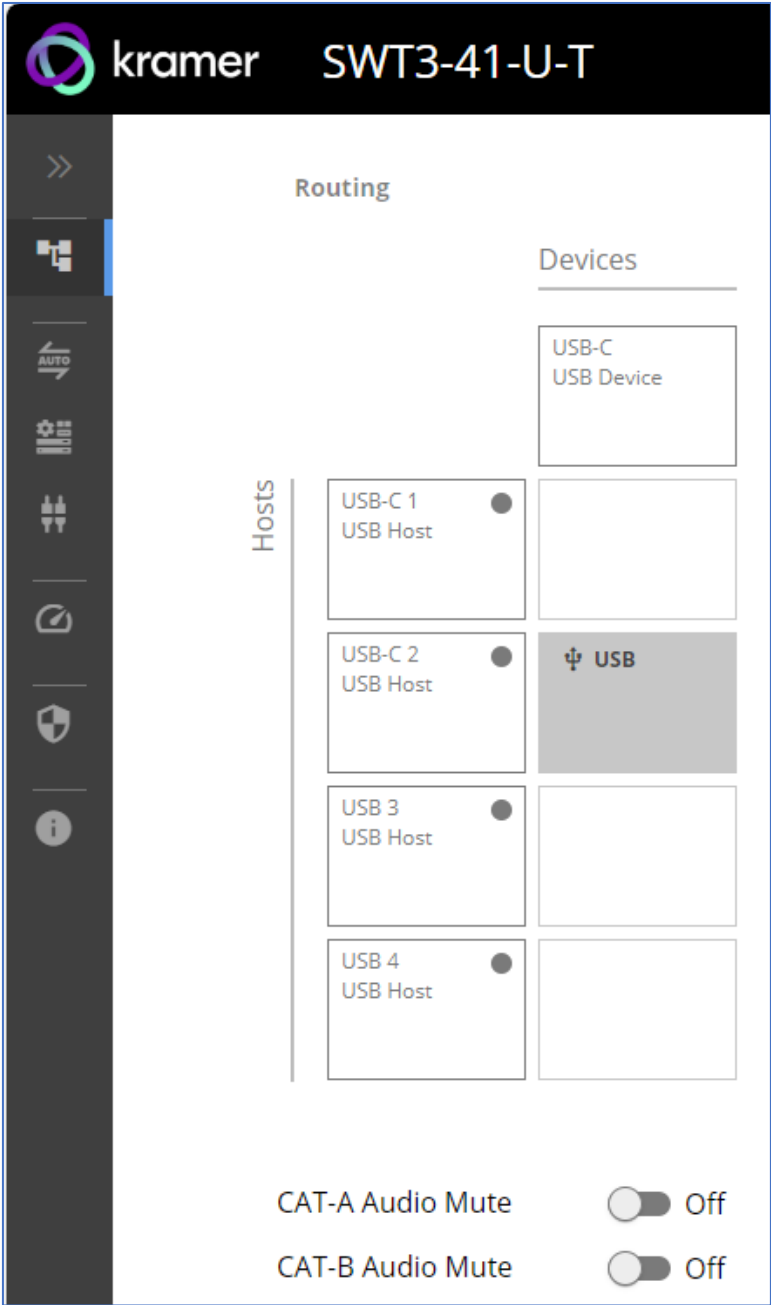 kramer SWT3-41-U-T
Routing
Devices
USB-C
USB Device
AUTO
Hosts
USB-C 1
USB Host
USB-C 2
USB Host
USB
USB 3
USB Host
USB 4
USB Host
CAT-A Audio Mute Off
CAT-B Audio Mute Off